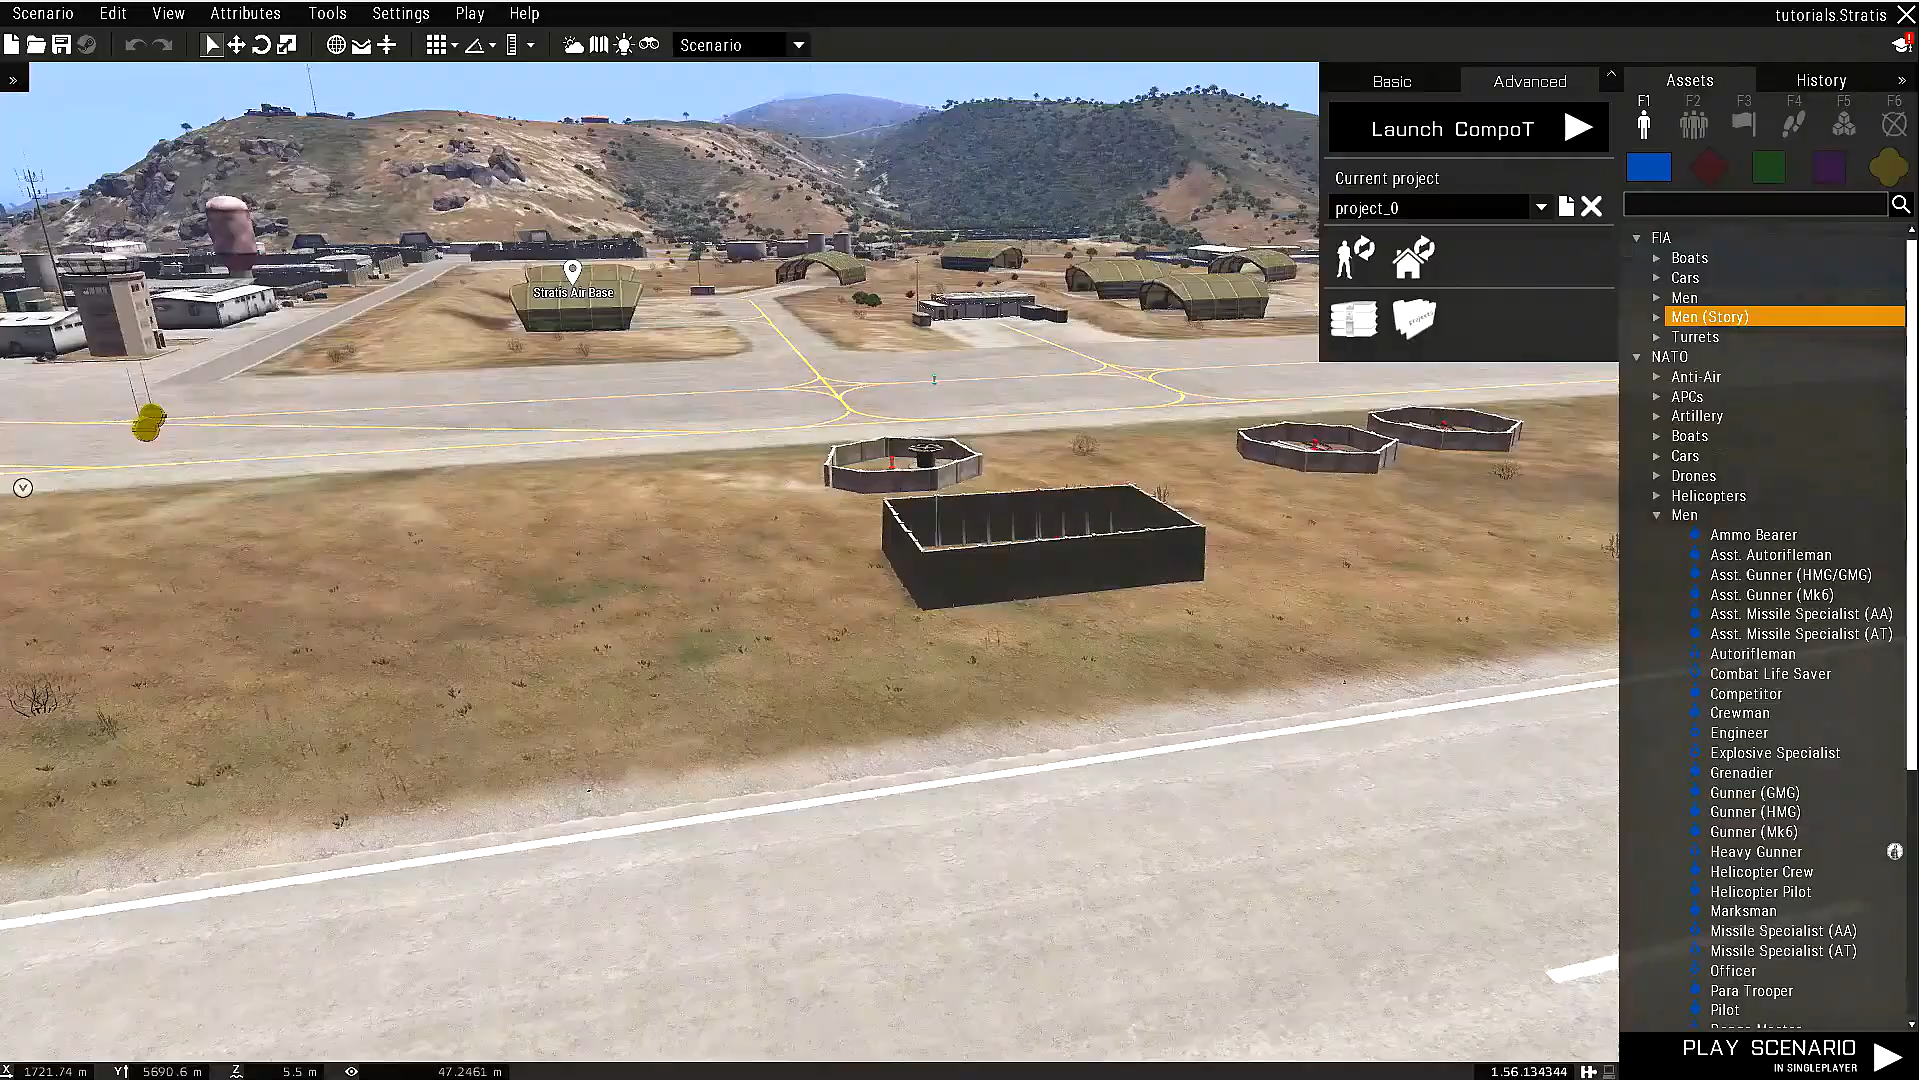 Scenario Edit View Attributes Tools Settings Play Help
tutorials.Stratis
Scenario
Basic Advanced
Launch CompoT
Current project
project_0
projects
Stratis Air Base
Assets History
F1 F2 F3 F4 F5 F6
FIA
Boats
Cars
Men
Men (Story)
Turrets
NATO
Anti-Air
APCs
Artillery
Boats
Cars
Drones
Helicopters
Men
Ammo Bearer
Asst. Autorifleman
Asst. Gunner (HMG/GMG)
Asst. Gunner (Mk6)
Asst. Missile Specialist (AA)
Asst. Missile Specialist (AT)
Autorifleman
Combat Life Saver
Competitor
Crewman
Engineer
Explosive Specialist
Grenadier
Gunner (GMG)
Gunner (HMG)
Gunner (Mk6)
Heavy Gunner
Helicopter Crew
Helicopter Pilot
Marksman
Missile Specialist (AA)
Missile Specialist (AT)
Officer
Para Trooper
Pilot
PLAY SCENARIO
IN SINGLEPLAYER
X 1721.74 m Y 5690.6 m Z 5.5 m 47.2461 m
1.56.134344